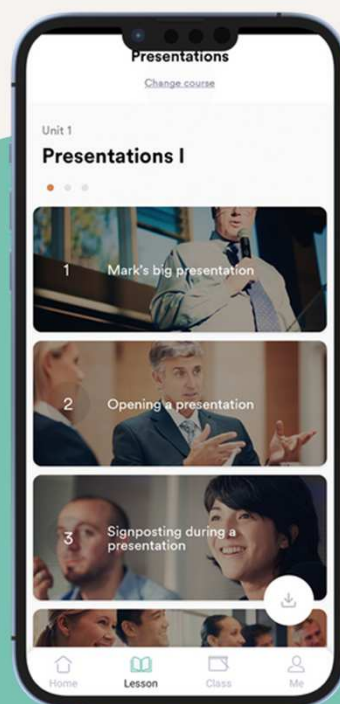 Presentations
Change course
Unit 1
Presentations I
1 Mark's big presentation
2 Opening a presentation
3 Signposting during a
presentation
Home Lesson Class Me